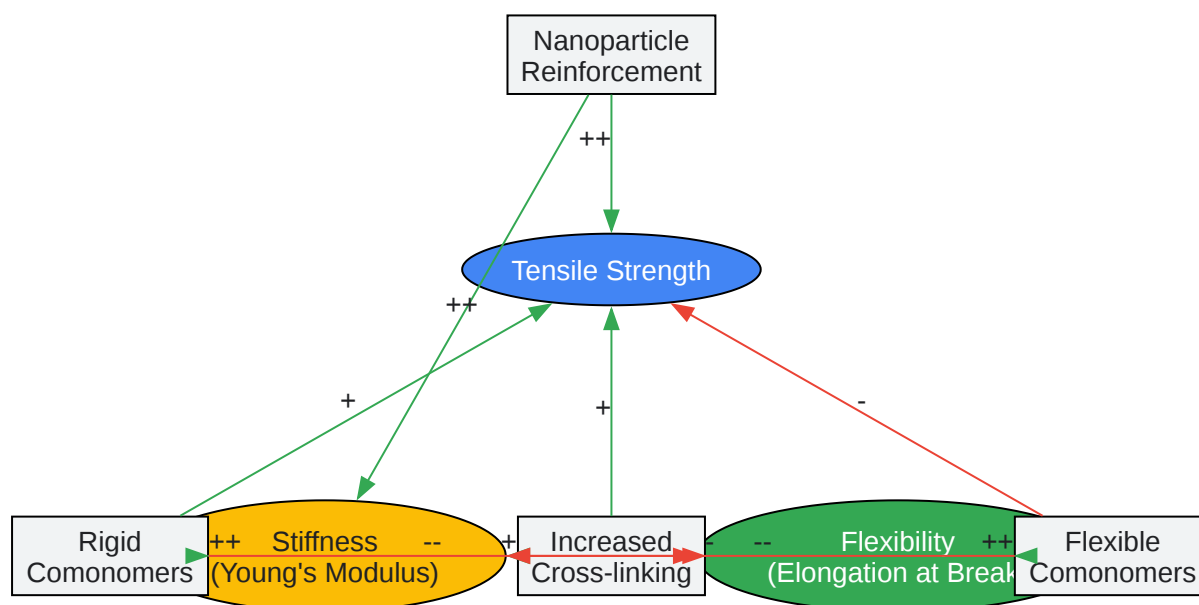 Nanoparticle
Reinforcement
++
Tensile Strength
++
+
+
-
Rigid
Comonomers
++
Stiffness
(Young's Modulus)
--
+
Increased
Cross-linking
-
--
Flexibility
(Elongation at Break
++
Flexible
Comonomers